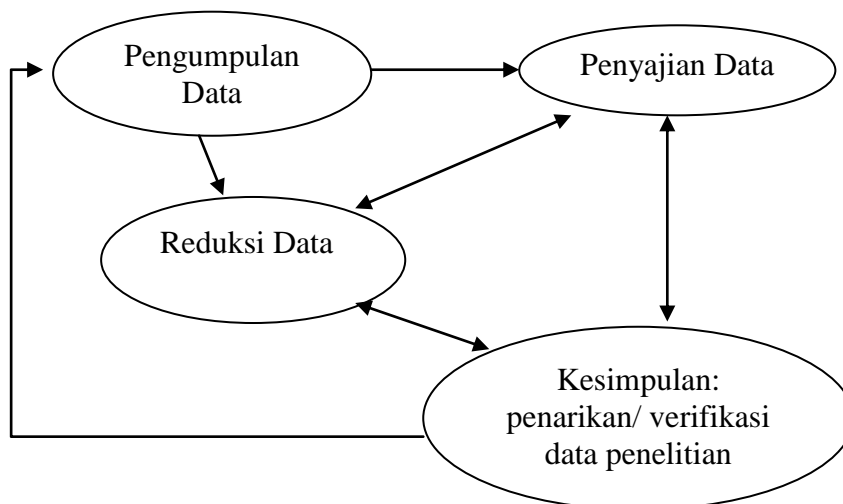 Pengumpulan
Data
Penyajian Data
Reduksi Data
Kesimpulan:
penarikan/ verifikasi
data penelitian